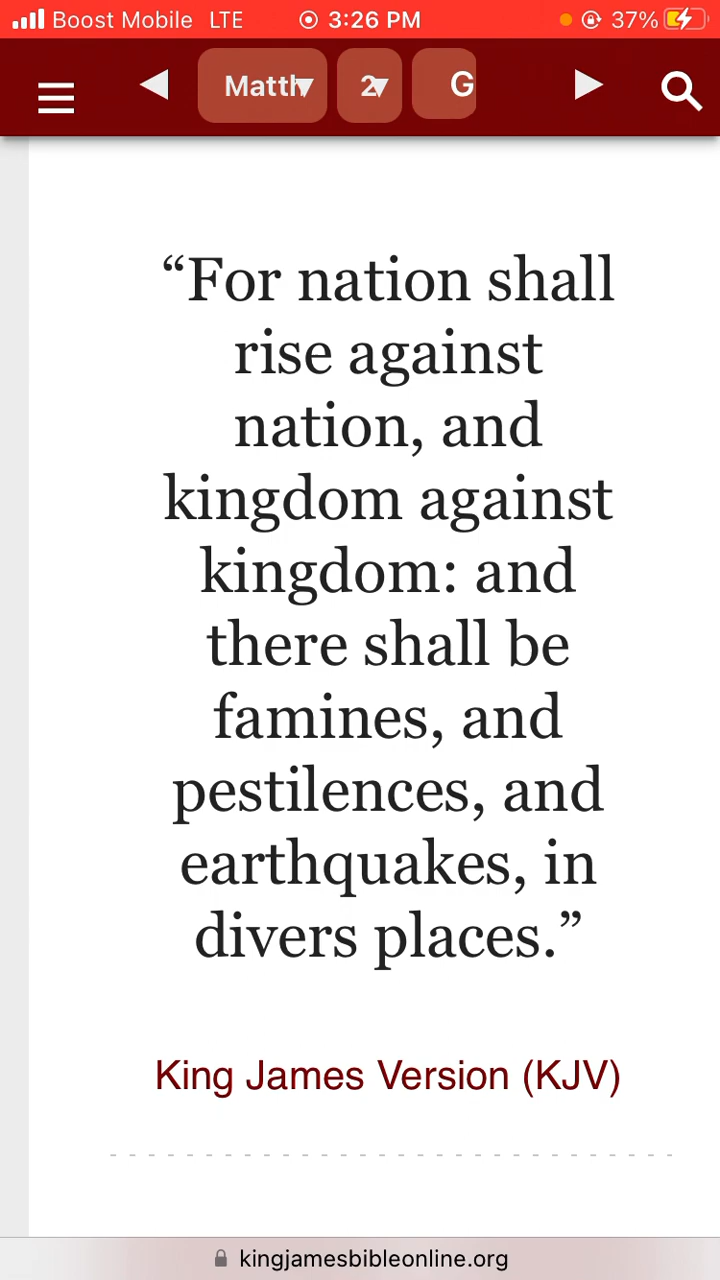 Boost Mobile LTE 3:26 PM 37%
Matth 2 G
“For nation shall
rise against
nation, and
kingdom against
kingdom: and
there shall be
famines, and
pestilences, and
earthquakes, in
divers places.”
King James Version (KJV)
kingjamesbibleonline.org